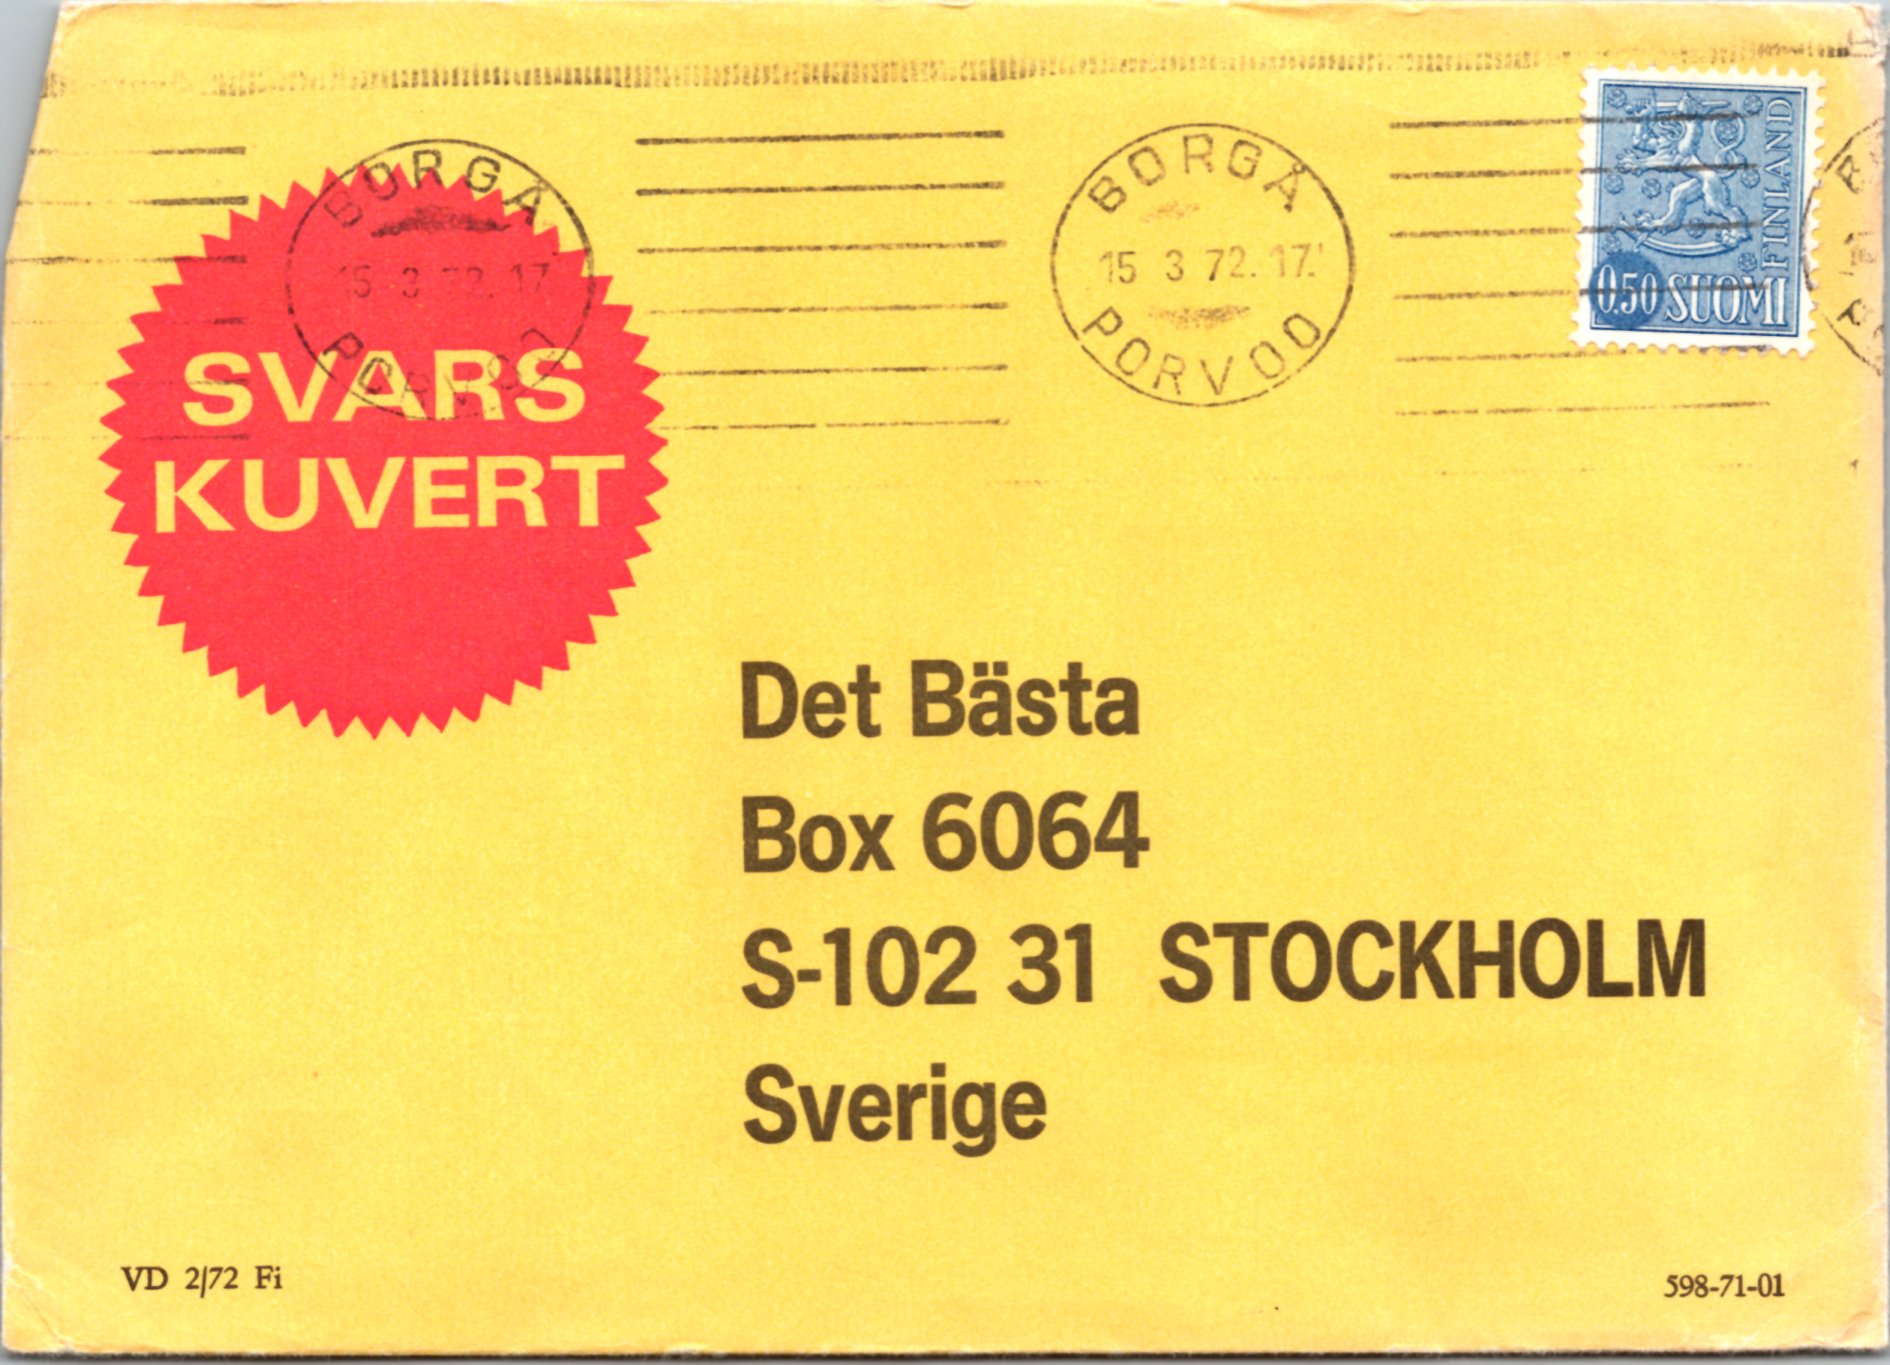 BORGÅ
15 3 72.17
PORVOO
BORGÅ
15 3 72.17
PORVOO
0.50 SUOMI
FINLAND
SVARS
KUVERT
Det Bästa
Box 6064
S-102 31 STOCKHOLM
Sverige
VD 2/72 Fi
598-71-01